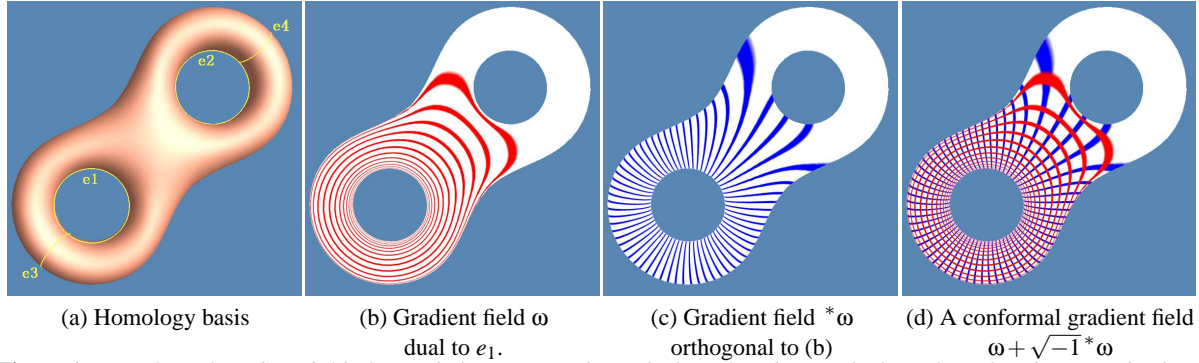 e4
e2
e1
e3
(a) Homology basis
(b) Gradient field ω
dual to e₁.
(c) Gradient field *ω
orthogonal to (b)
(d) A conformal gradient field
ω + √−1 *ω